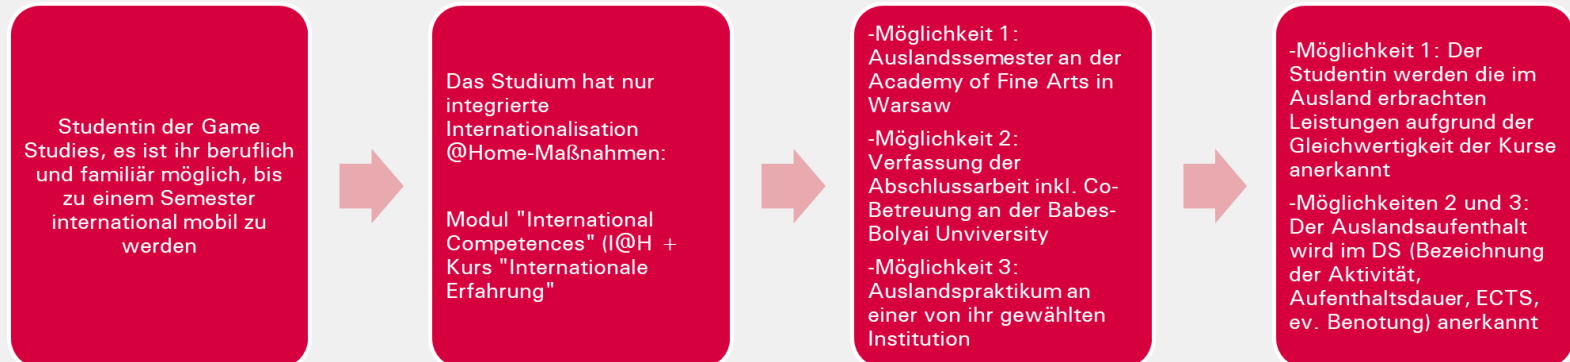 Studentin der Game
Studies, es ist ihr beruflich
und familiär möglich, bis
zu einem Semester
international mobil zu
werden
Das Studium hat nur
integrierte
Internationalisation
@Home-Maßnahmen:
Modul "International
Competences" (I@H +
Kurs "Internationale
Erfahrung"
-Möglichkeit 1:
Auslandssemester an der
Academy of Fine Arts in
Warsaw
-Möglichkeit 2:
Verfassung der
Abschlussarbeit inkl. Co-
Betreuung an der Babes-
Bolyai Unviversity
-Möglichkeit 3:
Auslandspraktikum an
einer von ihr gewählten
Institution
-Möglichkeit 1: Der
Studentin werden die im
Ausland erbrachten
Leistungen aufgrund der
Gleichwertigkeit der Kurse
anerkannt
-Möglichkeiten 2 und 3:
Der Auslandsaufenthalt
wird im DS (Bezeichnung
der Aktivität,
Aufenthaltsdauer, ECTS,
ev. Benotung) anerkannt